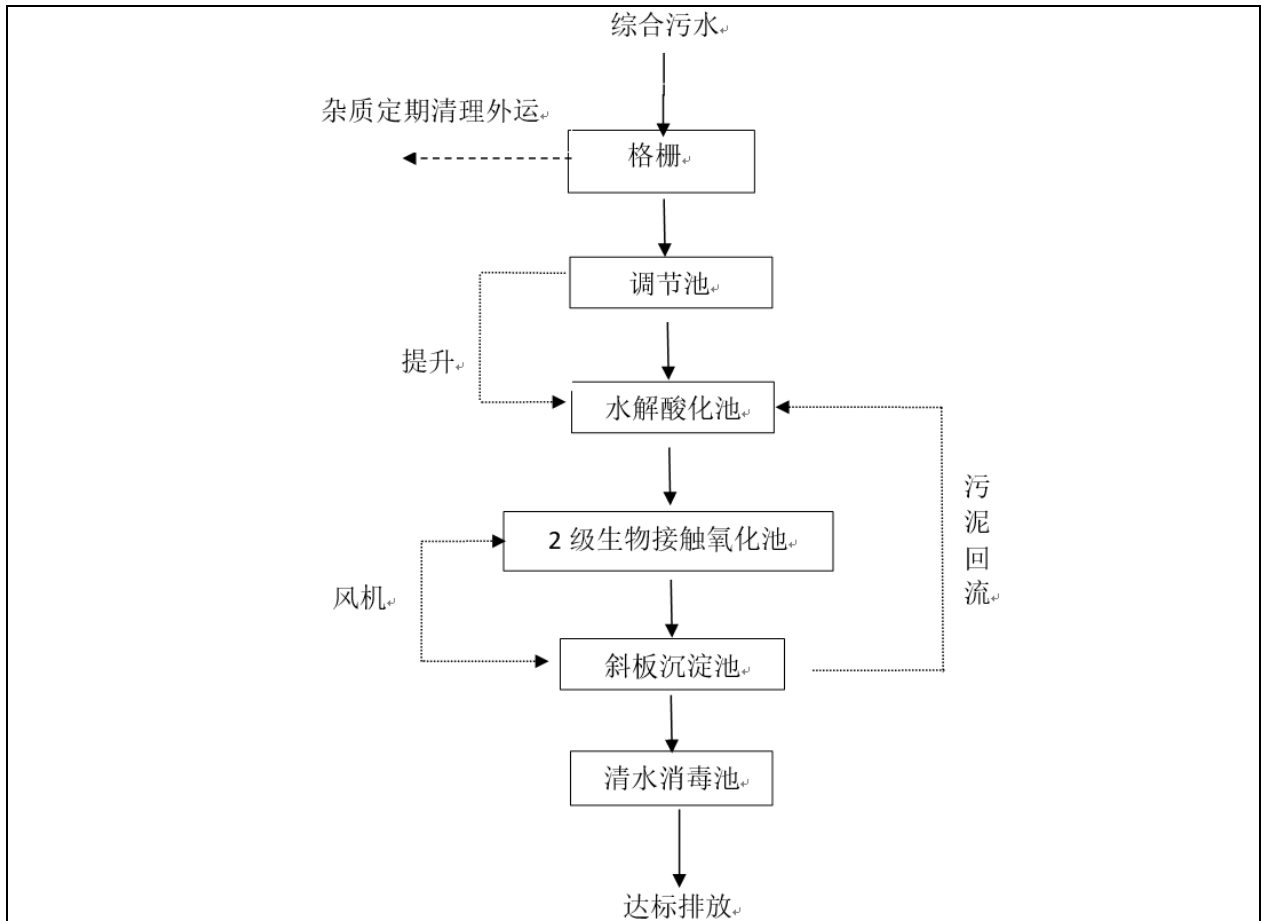 综合污水
杂质定期清理外运
格栅
调节池
提升
水解酸化池
2 级生物接触氧化池
风机
污
泥
回
流
斜板沉淀池
清水消毒池
达标排放